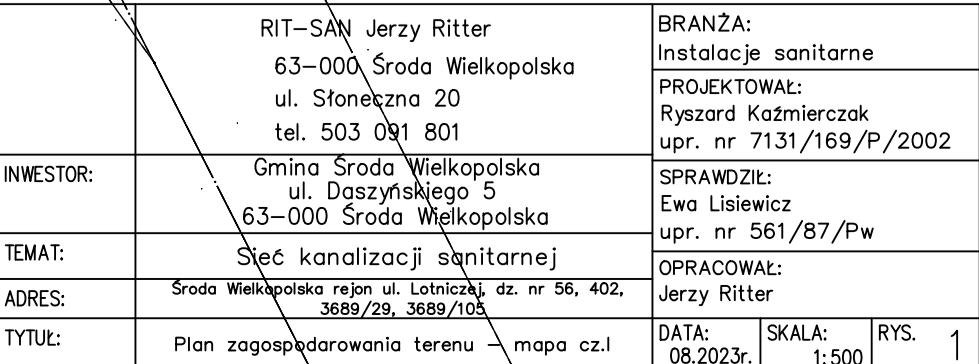 RIT-SAN Jerzy Ritter
63-000 Środa Wielkopolska
ul. Słoneczna 20
tel. 503 091 801
INWESTOR:
Gmina Środa Wielkopolska
ul. Daszyńskiego 5
63-000 Środa Wielkopolska
TEMAT:
Sieć kanalizacji sanitarnej
ADRES:
Środa Wielkopolska rejon ul. Lotniczej, dz. nr 56, 402,
3689/29, 3689/105
TYTUŁ:
Plan zagospodarowania terenu - mapa cz.I
BRANŻA:
Instalacje sanitarne
PROJEKTOWAŁ:
Ryszard Kaźmierczak
upr. nr 7131/169/P/2002
SPRAWDZIŁ:
Ewa Lisiewicz
upr. nr 561/87/Pw
OPRACOWAŁ:
Jerzy Ritter
DATA:
08.2023r.
SKALA:
1:500
RYS. 1